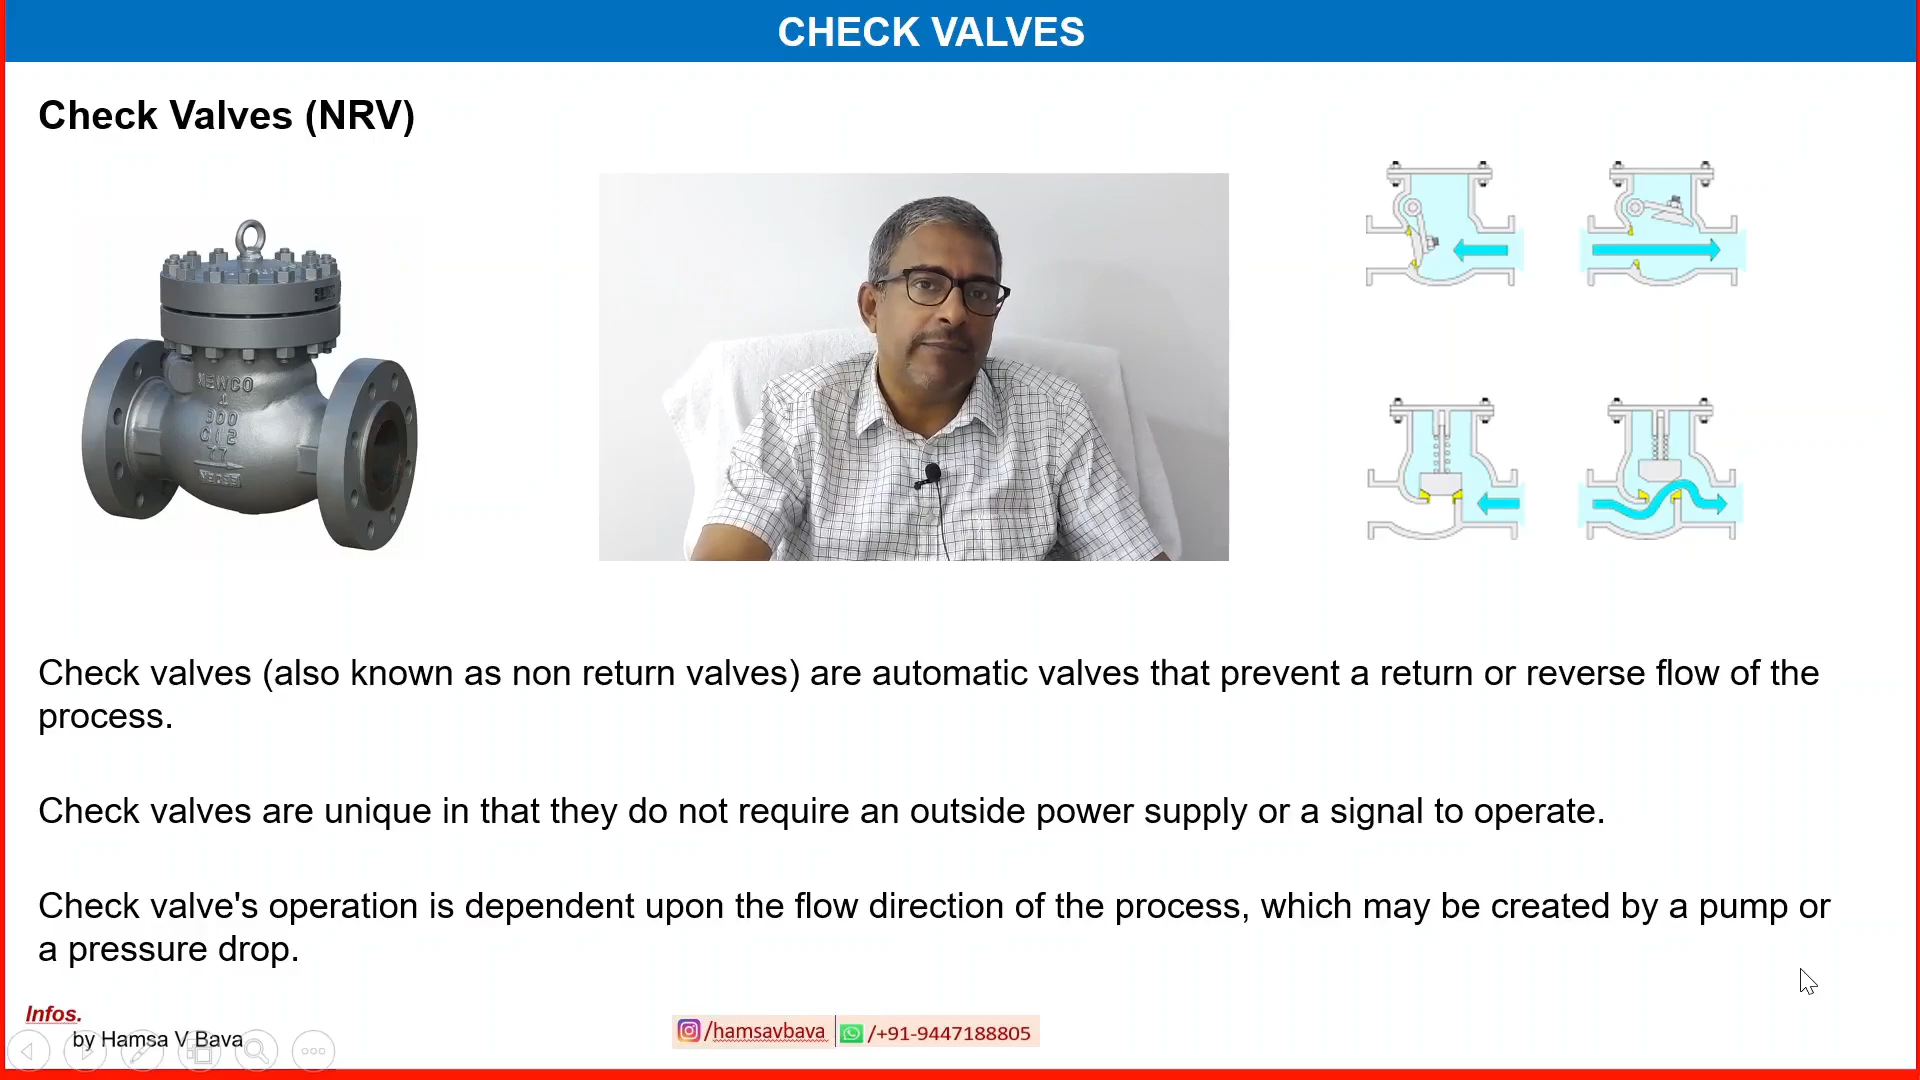 CHECK VALVES
Check Valves (NRV)
NEWCO
4
300
Check valves (also known as non return valves) are automatic valves that prevent a return or reverse flow of the
process.
Check valves are unique in that they do not require an outside power supply or a signal to operate.
Check valve's operation is dependent upon the flow direction of the process, which may be created by a pump or
a pressure drop.
Infos.
by Hamsa V Bava
/hamsavbava
/+91-9447188805